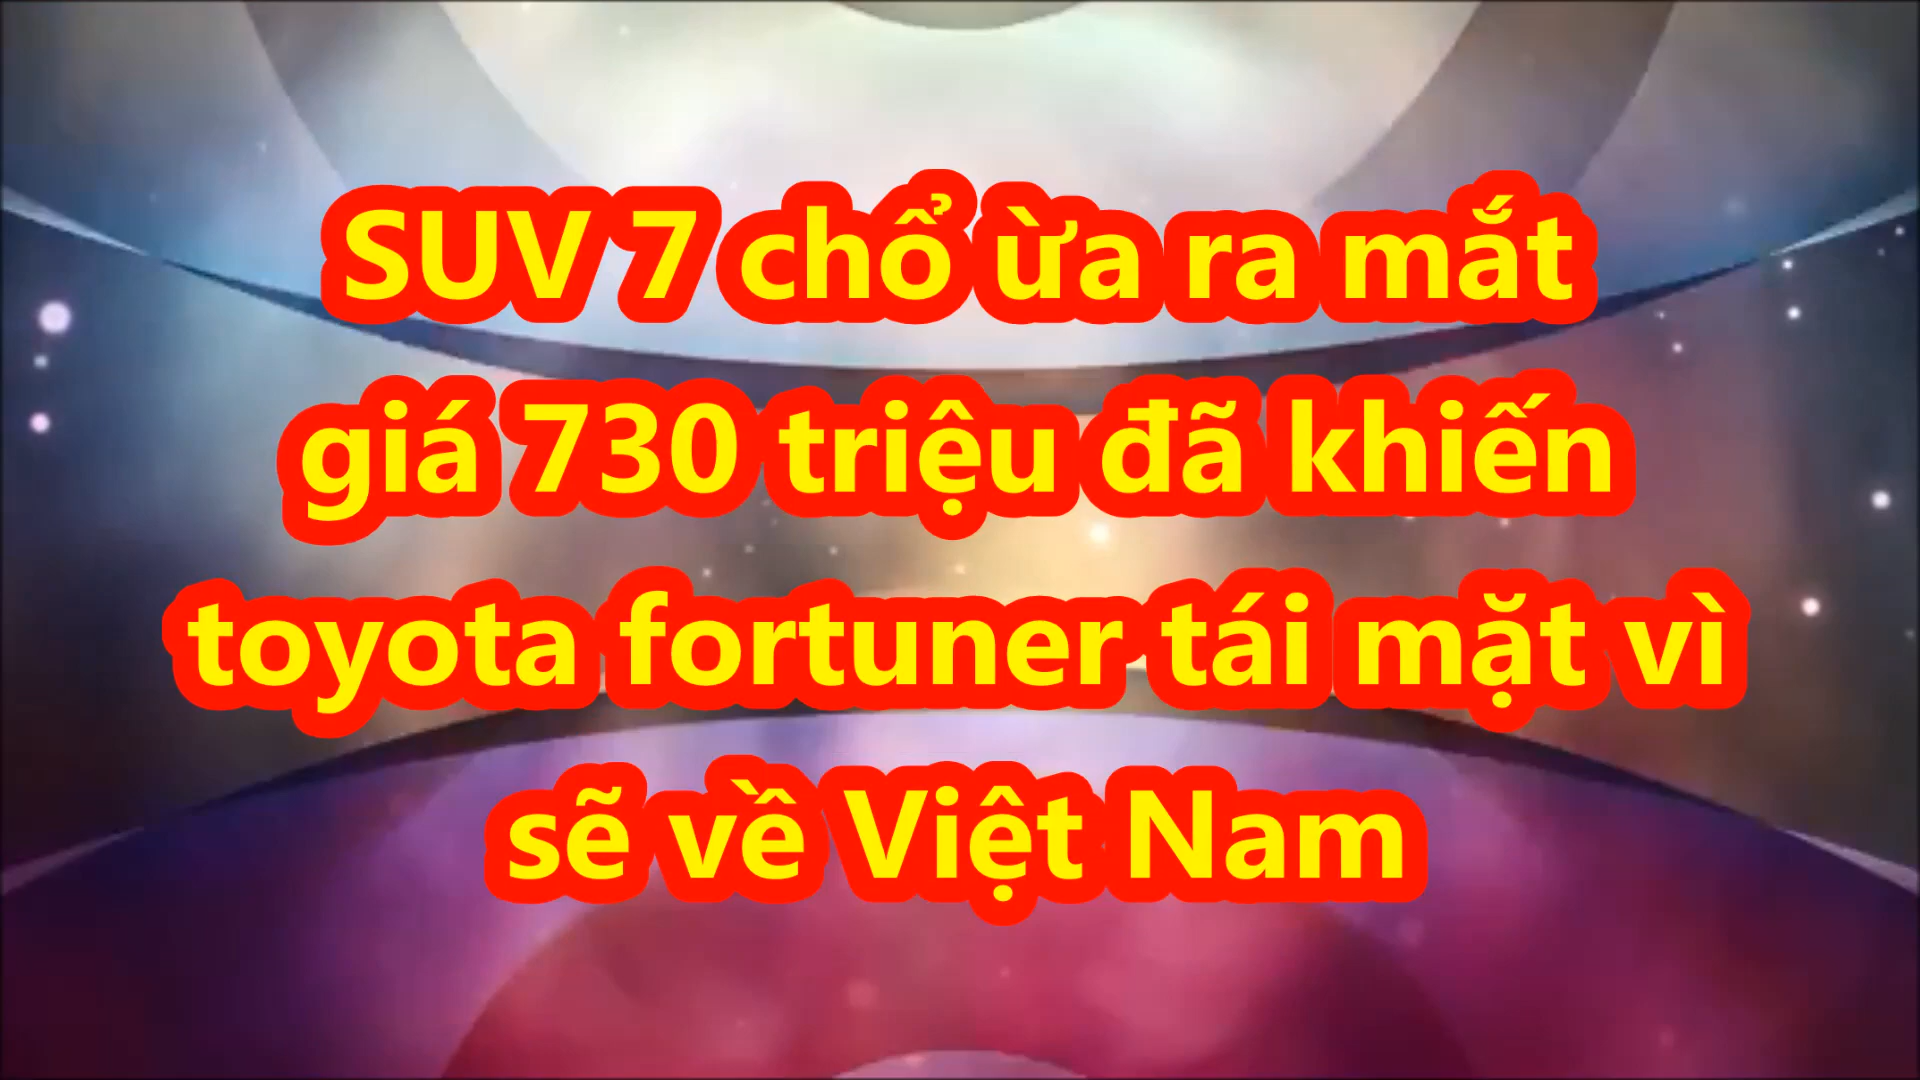 SUV 7 chổ ừa ra mắt
giá 730 triệu đã khiến
toyota fortuner tái mặt vì
sẽ về Việt Nam